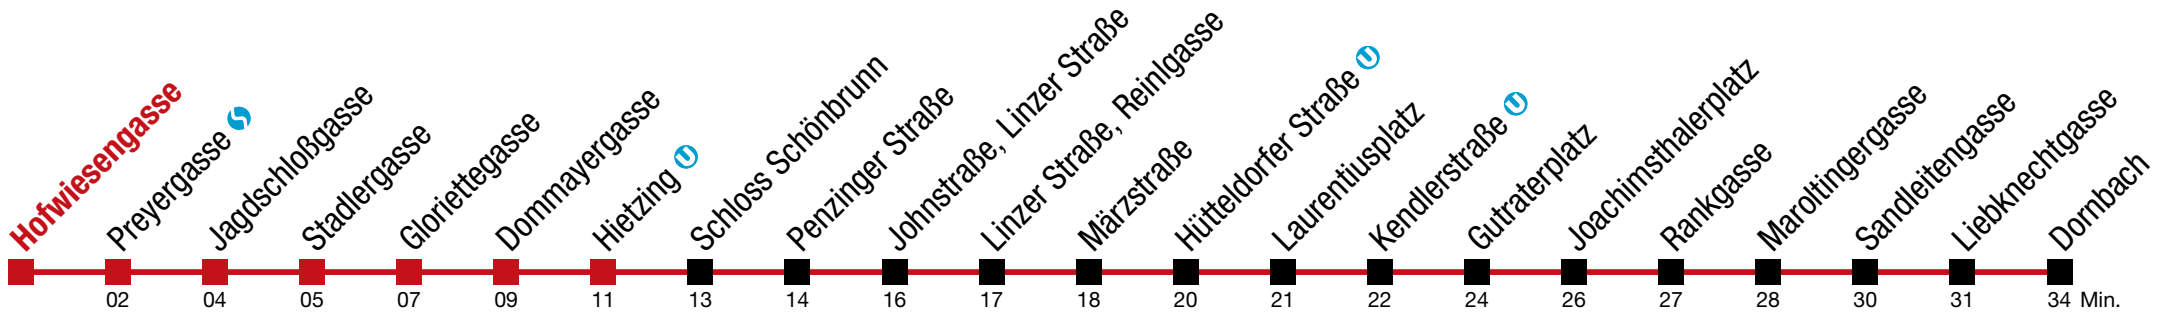 Hofwiesengasse
Preyergasse
Jagdschloßgasse
Stadlergasse
Gloriettegasse
Dommayergasse
Hietzing
Schloss Schönbrunn
Penzinger Straße
Johnstraße, Linzer Straße
Linzer Straße, Reinlgasse
Märzstraße
Hütteldorfer Straße
Laurentiusplatz
Kendlerstraße
Gutraterplatz
Joachimsthalerplatz
Rankgasse
Maroltingergasse
Sandleitengasse
Liebknechtgasse
Dornbach
02 04 05 07 09 11 13 14 16 17 18 20 21 22 24 26 27 28 30 31 34 Min.